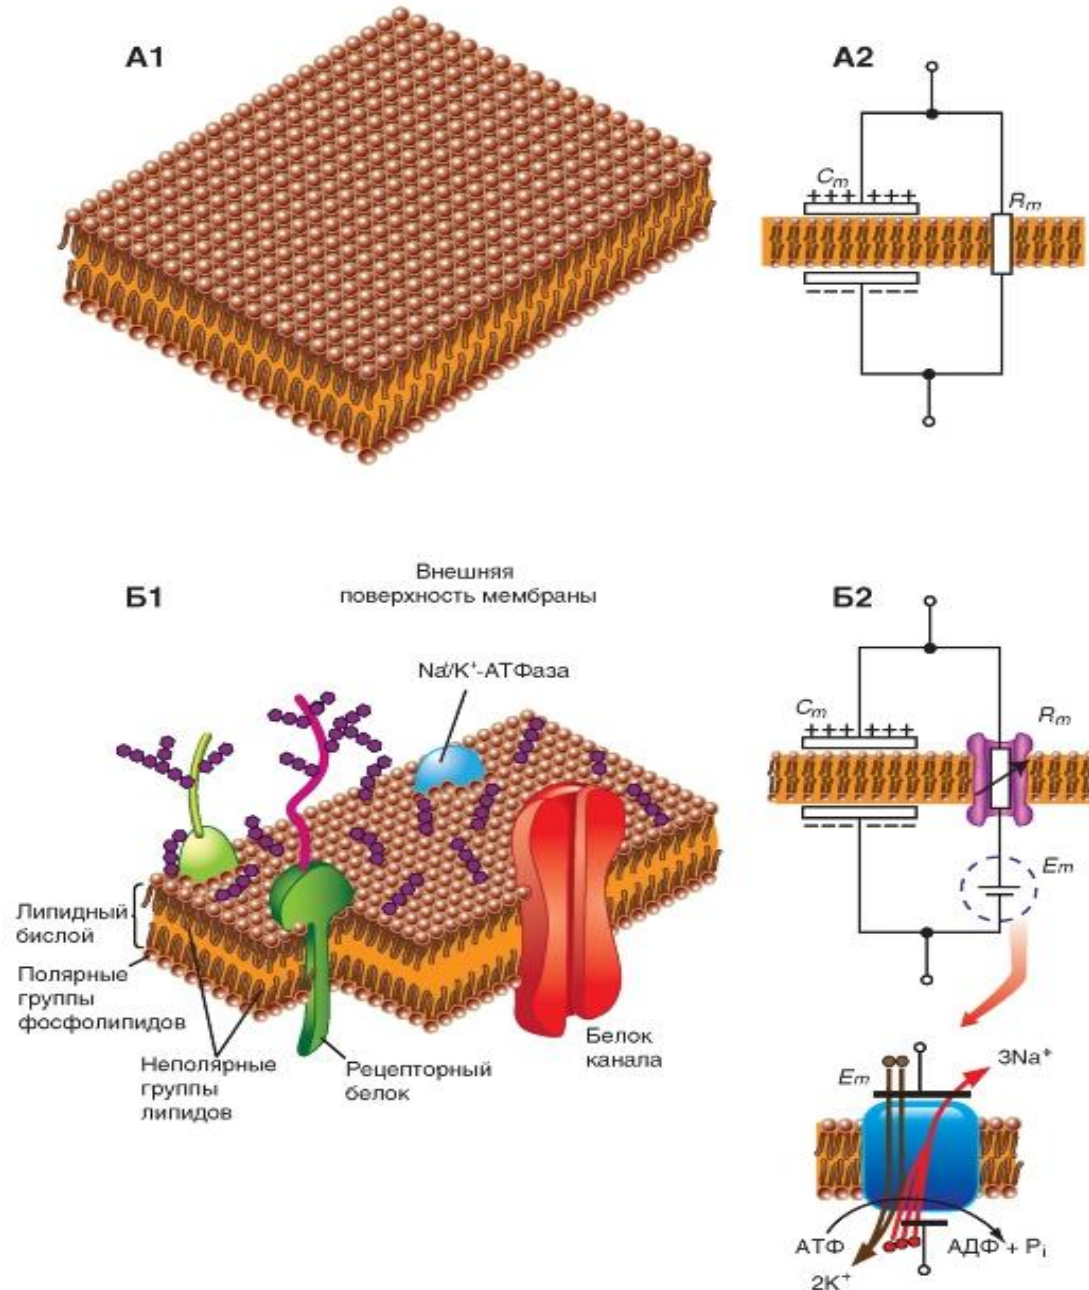 А1
А2
Cm
+++ +++
Rm
Б1
Внешняя
поверхность мембраны
Na/K⁺-АТФаза
Липидный
бислой
Полярные
группы
фосфолипидов
Неполярные
группы
липидов
Рецепторный
белок
Белок
канала
Б2
Cm
+++ +++
Rm
Em
Em
3Na⁺
АТФ
АДФ + Pi
2K⁺